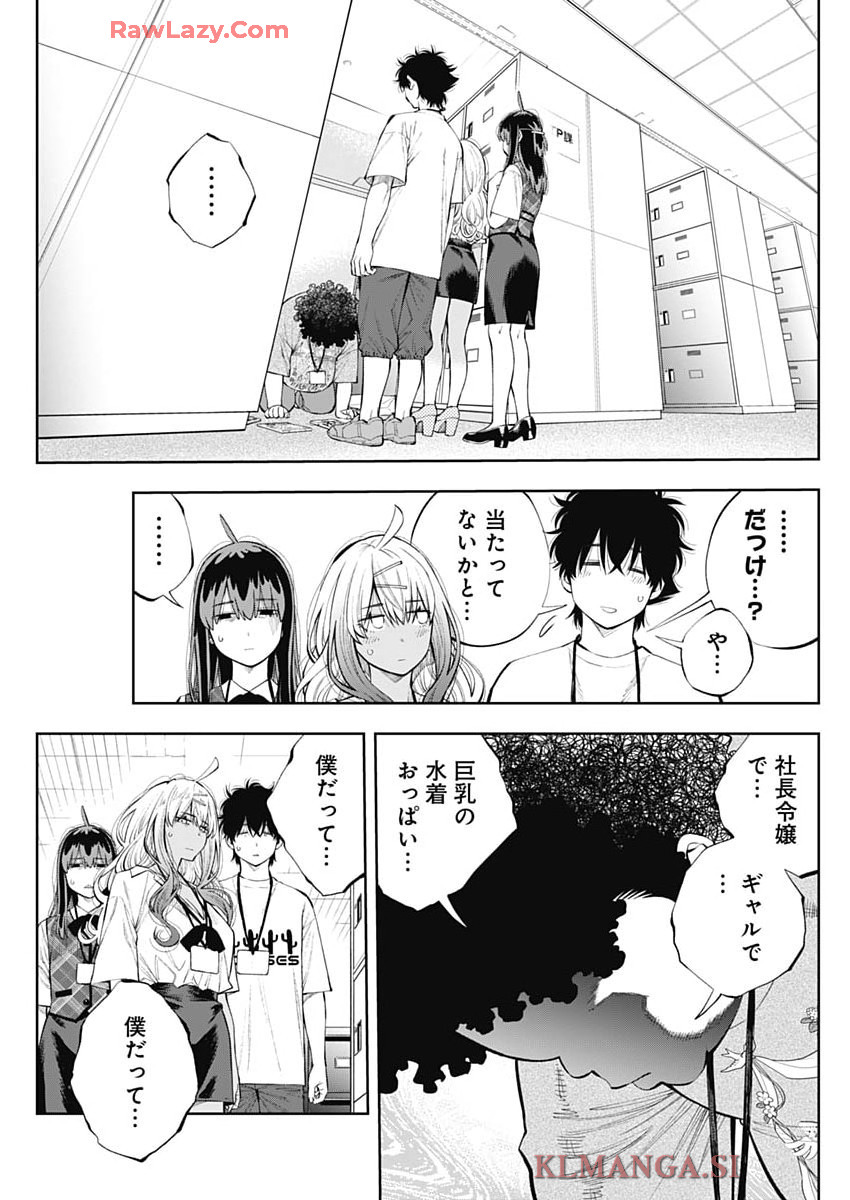 RawLazy.Com
P課
……
……
だっけ…?
や…
当たって
ないかと…
……
社長令嬢
で…
ギャルで
…
巨乳の
水着
おっぱい…
僕だって…
SES
僕だって…
KLMANGA.SI